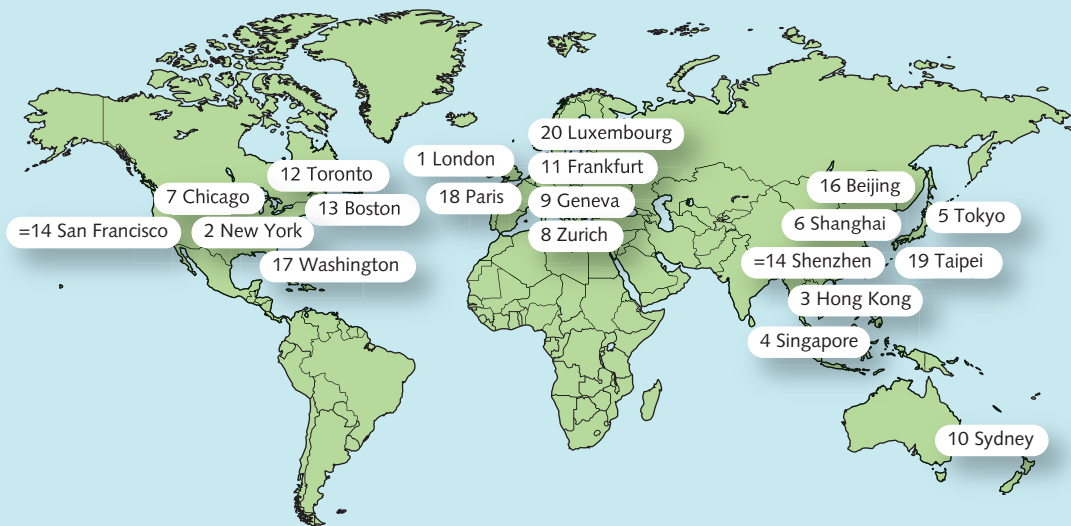 20 Luxembourg
1 London
11 Frankfurt
12 Toronto
16 Beijing
7 Chicago
18 Paris
9 Geneva
13 Boston
5 Tokyo
6 Shanghai
=14 San Francisco
2 New York
8 Zurich
17 Washington
=14 Shenzhen
19 Taipei
3 Hong Kong
4 Singapore
10 Sydney